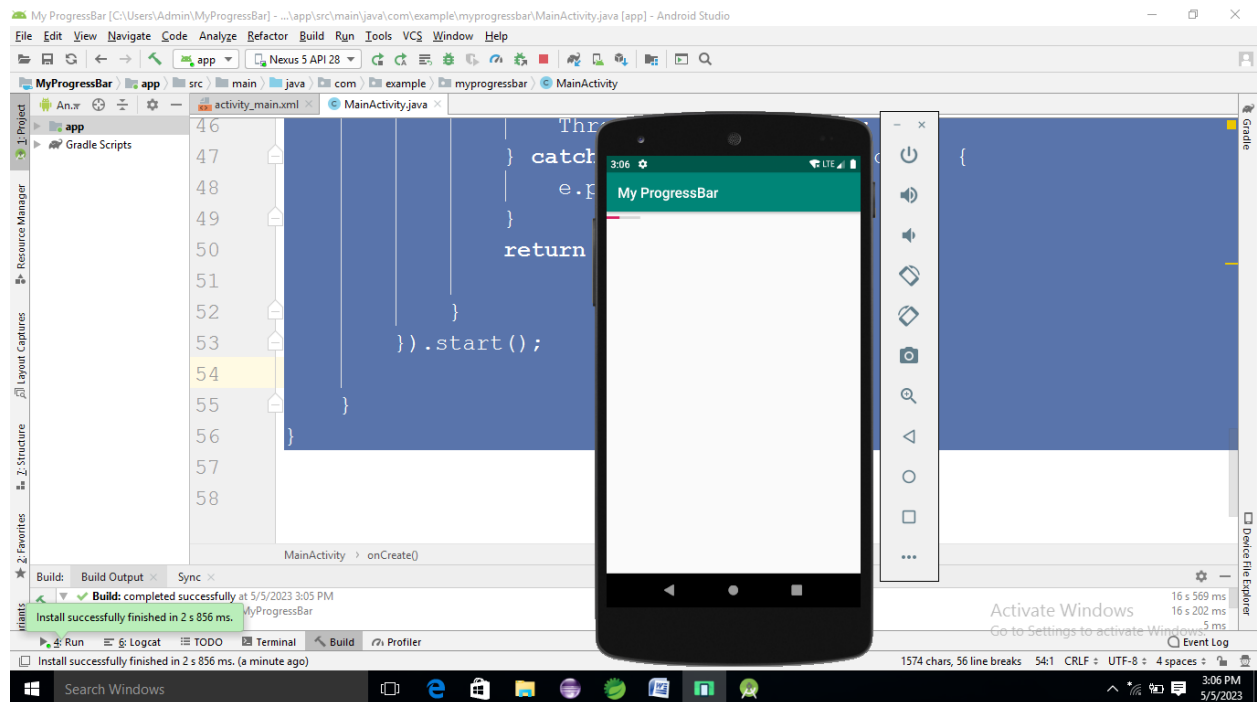 My ProgressBar [C:\Users\Admin\MyProgressBar] - ...\app\src\main\java\com\example\myprogressbar\MainActivity.java [app] - Android Studio
File Edit View Navigate Code Analyze Refactor Build Run Tools VCS Window Help
app Nexus 5 API 28
MyProgressBar app src main java com example myprogressbar MainActivity
An.. activity_main.xml MainActivity.java
1: Project
Resource Manager
Layout Captures
Z: Structure
2: Favorites
app
Gradle Scripts
46 Thr
47 } catch {
48 e.p
49 }
50 return
51
52 }
53 }).start();
54
55 }
56 }
57
58
3:06 LTE
My ProgressBar
Gradle
Device File Explorer
MainActivity > onCreate()
Build: Build Output Sync
Build: completed successfully at 5/5/2023 3:05 PM 16 s 569 ms
MyProgressBar 16 s 202 ms
5 ms
Install successfully finished in 2 s 856 ms.
Activate Windows
Go to Settings to activate Windows.
4: Run 6: Logcat TODO Terminal Build Profiler Event Log
Install successfully finished in 2 s 856 ms. (a minute ago) 1574 chars, 56 line breaks 54:1 CRLF UTF-8 4 spaces
Search Windows 3:06 PM
5/5/2023